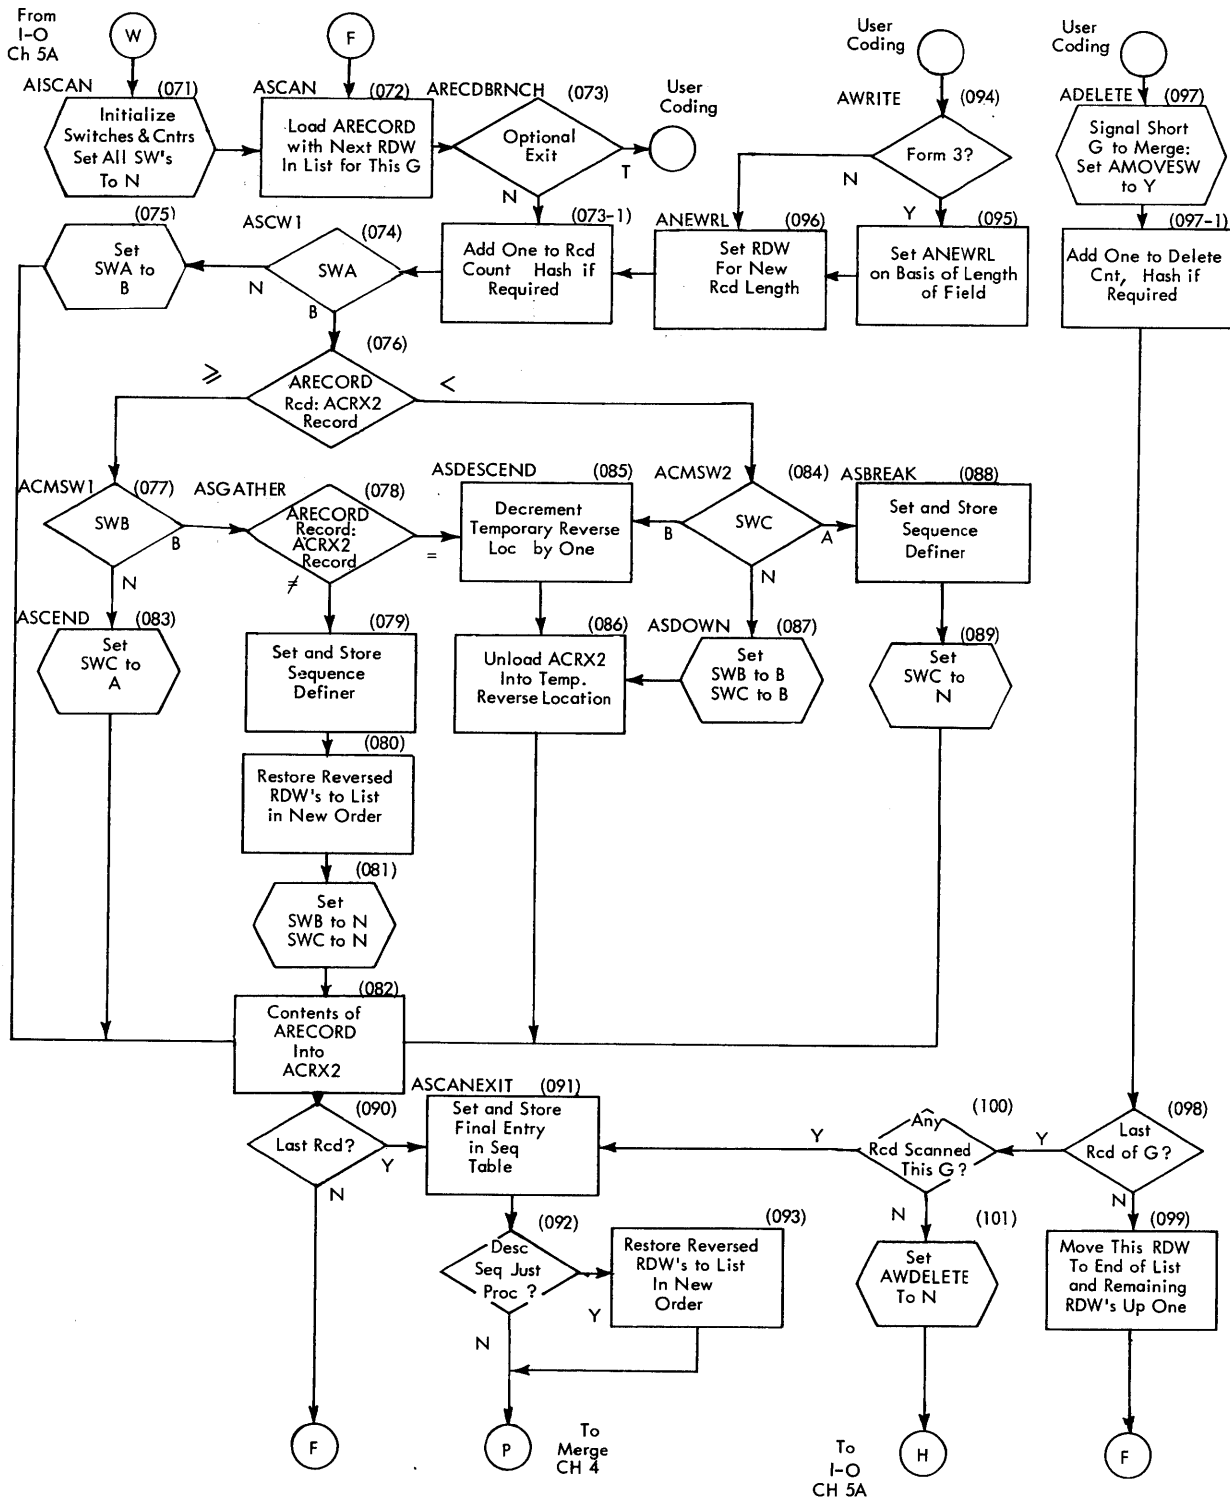 From
I-O
Ch 5A
W
F
User
Coding
User
Coding
AISCAN
(071)
Initialize
Switches & Cntrs
Set All SW's
To N
ASCAN
(072)
Load ARECORD
with Next RDW
In List for This G
ARECDBRNCH
(073)
Optional
Exit
T
N
User
Coding
AWRITE
(094)
Form 3?
N
Y
ADELETE
(097)
Signal Short
G to Merge:
Set AMOVESW
to Y
(075)
Set
SWA to
B
ASCW1
(074)
SWA
N
B
(073-1)
Add One to Rcd
Count Hash if
Required
ANEWRL
(096)
Set RDW
For New
Rcd Length
(095)
Set ANEWRL
on Basis of Length
of Field
(097-1)
Add One to Delete
Cnt, Hash if
Required
(076)
ARECORD
Rcd: ACRX2
Record
≥
<
ACMSW1
(077)
SWB
B
N
ASGATHER
(078)
ARECORD
Record:
ACRX2
Record
=
≠
ASDESCEND
(085)
Decrement
Temporary Reverse
Loc by One
ACMSW2
(084)
SWC
B
A
N
ASBREAK
(088)
Set and Store
Sequence
Definer
ASCEND
(083)
Set
SWC to
A
(079)
Set and Store
Sequence
Definer
(086)
Unload ACRX2
Into Temp.
Reverse Location
ASDOWN
(087)
Set
SWB to B
SWC to B
(089)
Set
SWC to
N
(080)
Restore Reversed
RDW's to List
in New Order
(081)
Set
SWB to N
SWC to N
(082)
Contents of
ARECORD
Into
ACRX2
(090)
Last Rcd?
Y
N
ASCANEXIT
(091)
Set and Store
Final Entry
in Seq
Table
(100)
Any
Rcd Scanned
This G?
Y
N
(098)
Last
Rcd of G?
Y
N
(092)
Desc
Seq Just
Proc ?
Y
N
(093)
Restore Reversed
RDW's to List
In New
Order
(101)
Set
AWDELETE
To N
(099)
Move This RDW
To End of List
and Remaining
RDW's Up One
F
P
To
Merge
CH 4
To
I-O
CH 5A
H
F